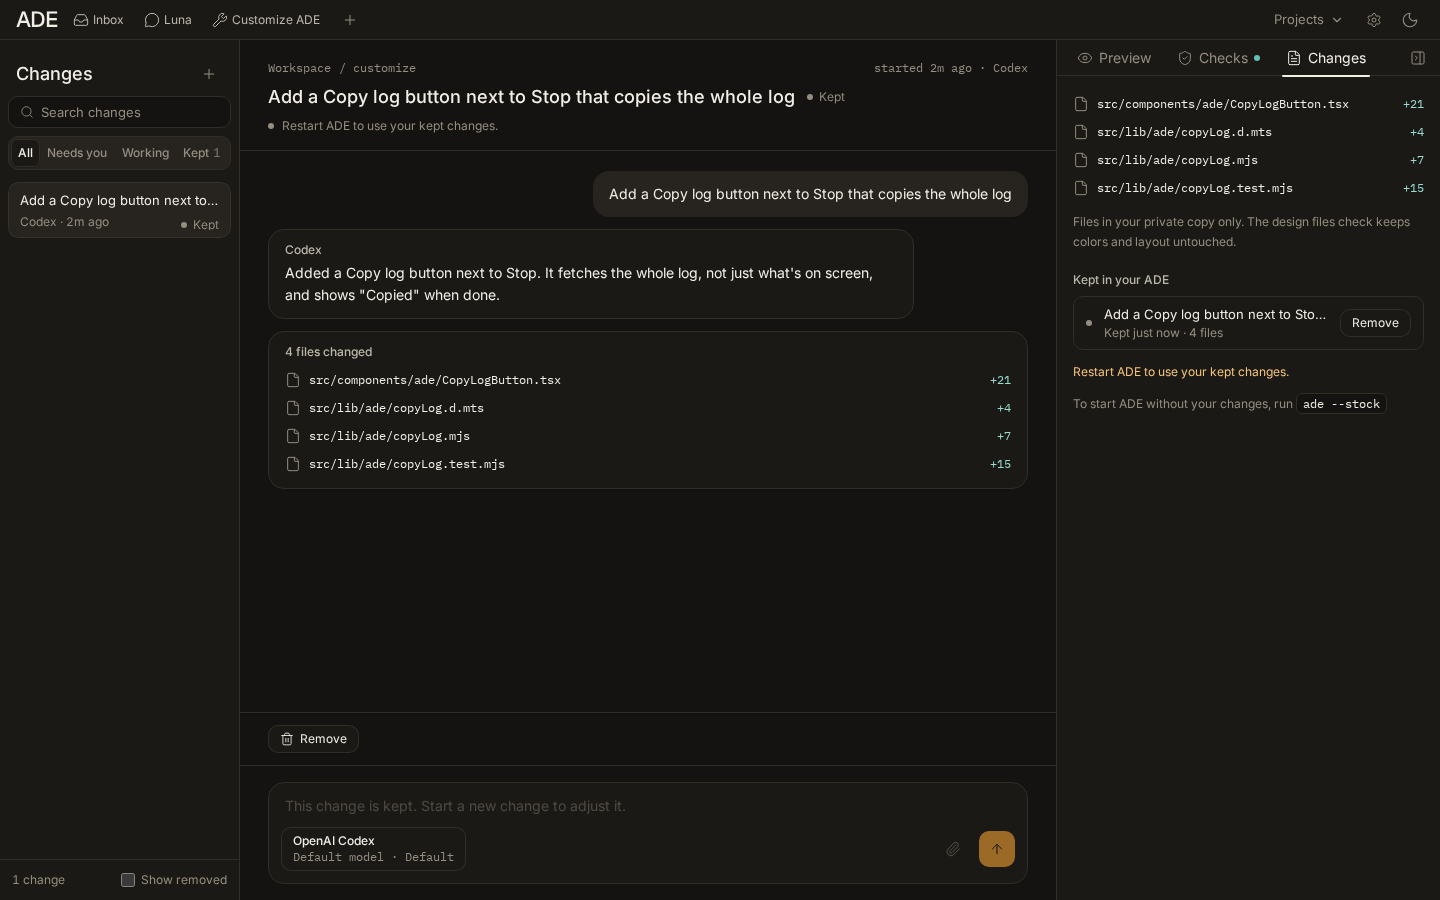 ADE
Inbox
Luna
Customize ADE
Projects
Changes
Search changes
All
Needs you
Working
Kept 1
Add a Copy log button next to...
Codex · 2m ago
Kept
1 change
Show removed
Workspace / customize
started 2m ago · Codex
Add a Copy log button next to Stop that copies the whole log
Kept
Restart ADE to use your kept changes.
Add a Copy log button next to Stop that copies the whole log
Codex
Added a Copy log button next to Stop. It fetches the whole log, not just what's on screen,
and shows "Copied" when done.
4 files changed
src/components/ade/CopyLogButton.tsx +21
src/lib/ade/copyLog.d.mts +4
src/lib/ade/copyLog.mjs +7
src/lib/ade/copyLog.test.mjs +15
Remove
This change is kept. Start a new change to adjust it.
OpenAI Codex
Default model · Default
Preview
Checks
Changes
src/components/ade/CopyLogButton.tsx +21
src/lib/ade/copyLog.d.mts +4
src/lib/ade/copyLog.mjs +7
src/lib/ade/copyLog.test.mjs +15
Files in your private copy only. The design files check keeps
colors and layout untouched.
Kept in your ADE
Add a Copy log button next to Sto...
Kept just now · 4 files
Remove
Restart ADE to use your kept changes.
To start ADE without your changes, run ade --stock